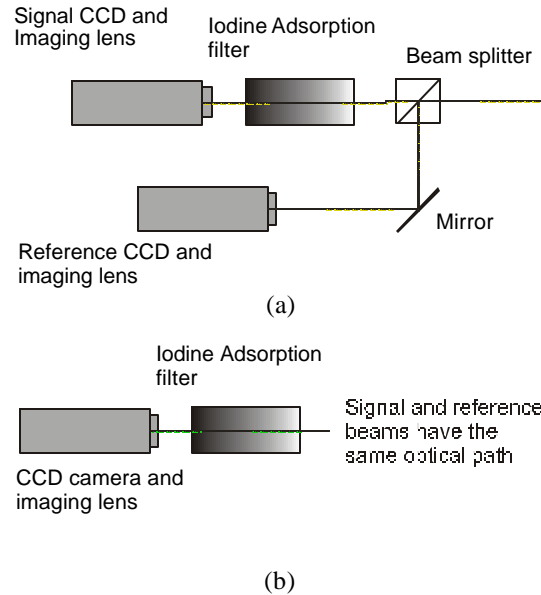 Signal CCD and
Imaging lens
Iodine Adsorption
filter
Beam splitter
Reference CCD and
imaging lens
Mirror
(a)
Iodine Adsorption
filter
Signal and reference
beams have the
same optical path
CCD camera and
imaging lens
(b)